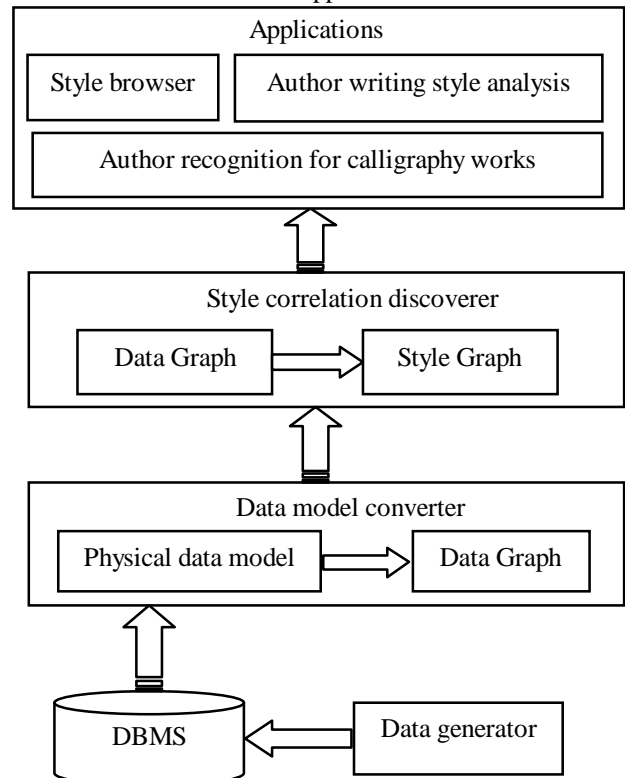 Applications
Style browser
Author writing style analysis
Author recognition for calligraphy works
Style correlation discoverer
Data Graph
Style Graph
Data model converter
Physical data model
Data Graph
DBMS
Data generator